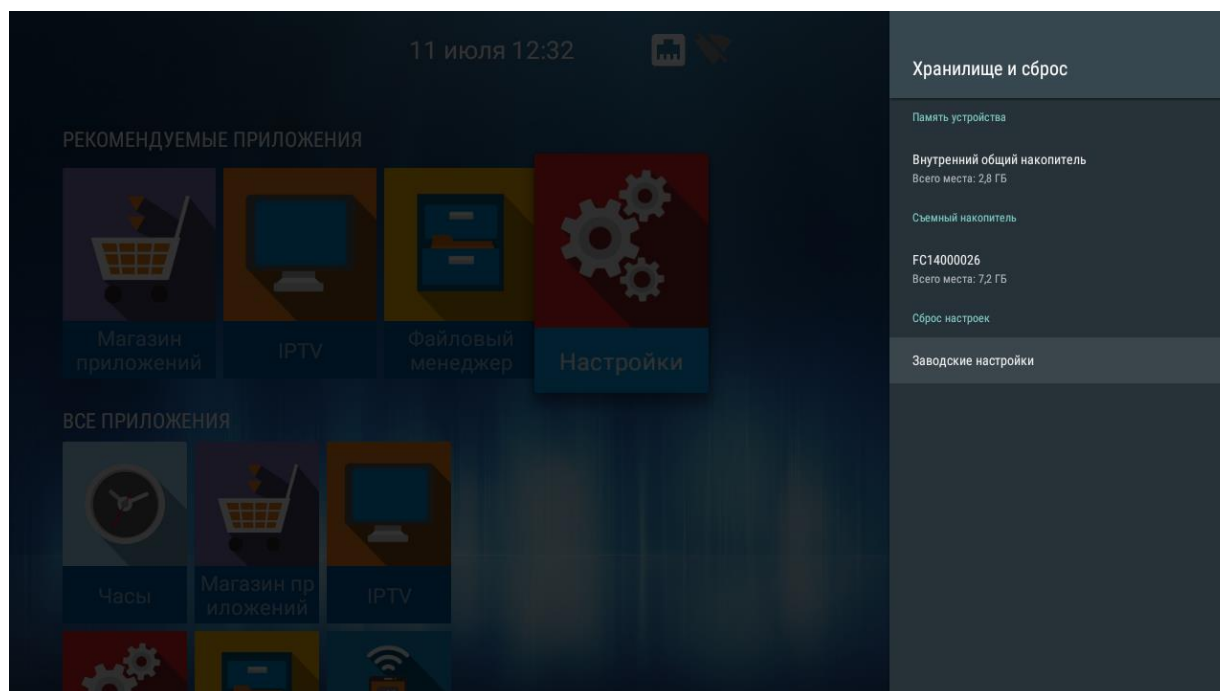 11 июля 12:32
РЕКОМЕНДУЕМЫЕ ПРИЛОЖЕНИЯ
Магазин
приложений
IPTV
Файловый
менеджер
Настройки
ВСЕ ПРИЛОЖЕНИЯ
Часы
Магазин пр
иложений
IPTV
Хранилище и сброс
Память устройства
Внутренний общий накопитель
Всего места: 2,8 ГБ
Съемный накопитель
FC14000026
Всего места: 7,2 ГБ
Сброс настроек
Заводские настройки